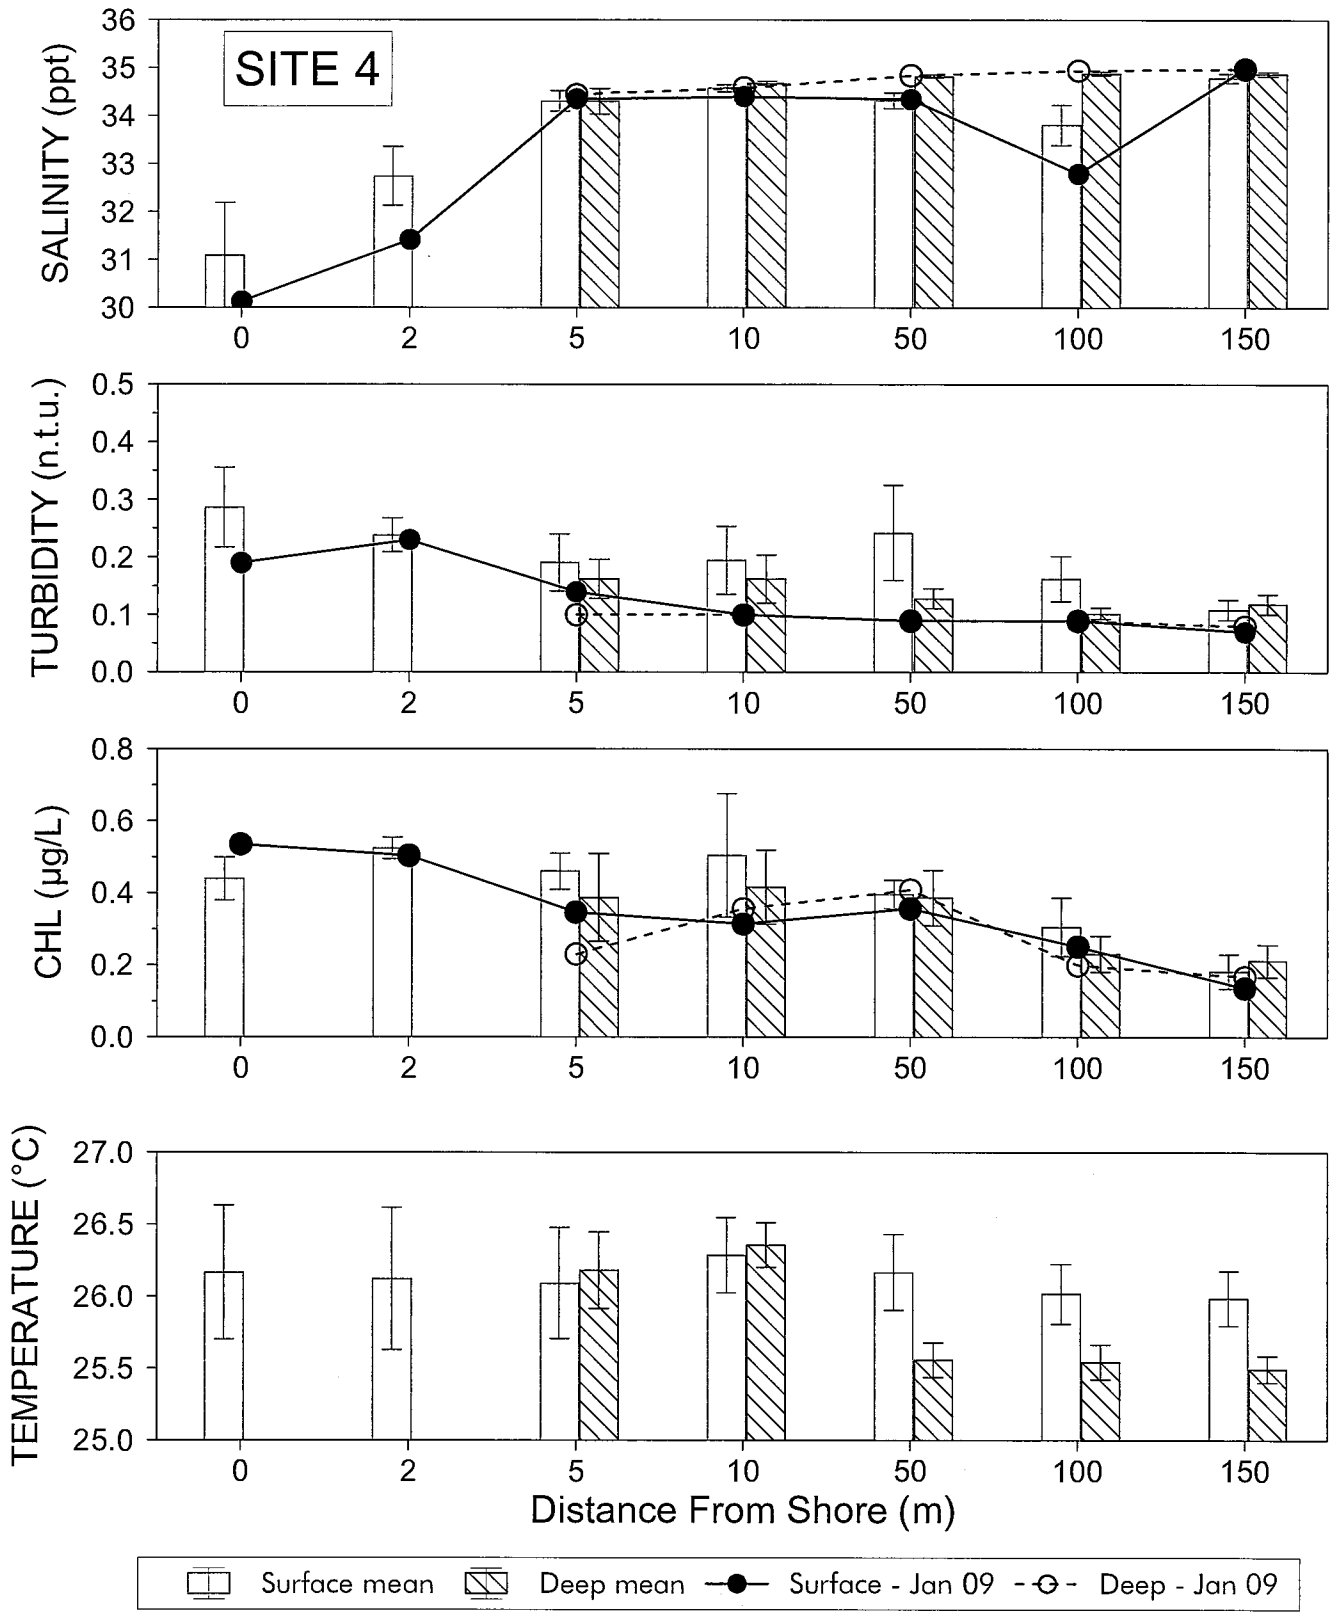 SITE 4
SALINITY (ppt)
36
35
34
33
32
31
30
0 2 5 10 50 100 150
TURBIDITY (n.t.u.)
0.5
0.4
0.3
0.2
0.1
0.0
0 2 5 10 50 100 150
CHL (µg/L)
0.8
0.6
0.4
0.2
0.0
0 2 5 10 50 100 150
TEMPERATURE (°C)
27.0
26.5
26.0
25.5
25.0
0 2 5 10 50 100 150
Distance From Shore (m)
Surface mean Deep mean Surface - Jan 09 Deep - Jan 09